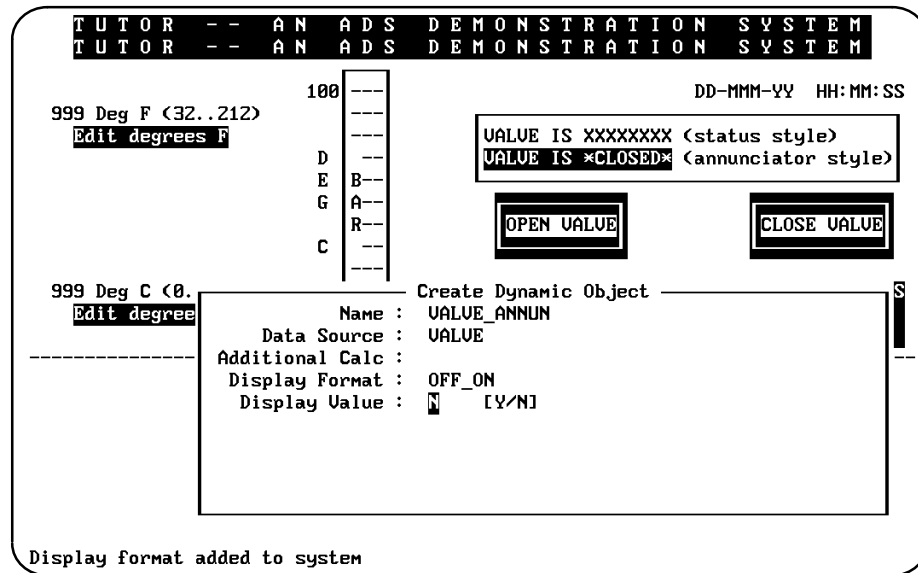 T U T O R  - -  A N  A D S  D E M O N S T R A T I O N  S Y S T E M
T U T O R  - -  A N  A D S  D E M O N S T R A T I O N  S Y S T E M
100 --- DD-MMM-YY HH:MM:SS
999 Deg F (32..212) ---
Edit degrees F --- VALVE IS XXXXXXXX (status style)
D -- VALVE IS *CLOSED* (annunciator style)
E B--
G A--
R-- OPEN VALVE CLOSE VALVE
C --
---
999 Deg C (0. Create Dynamic Object S
Edit degree Name : VALVE_ANNUN
Data Source : VALVE
Additional Calc :
Display Format : OFF_ON
Display Value : N [Y/N]
Display format added to system